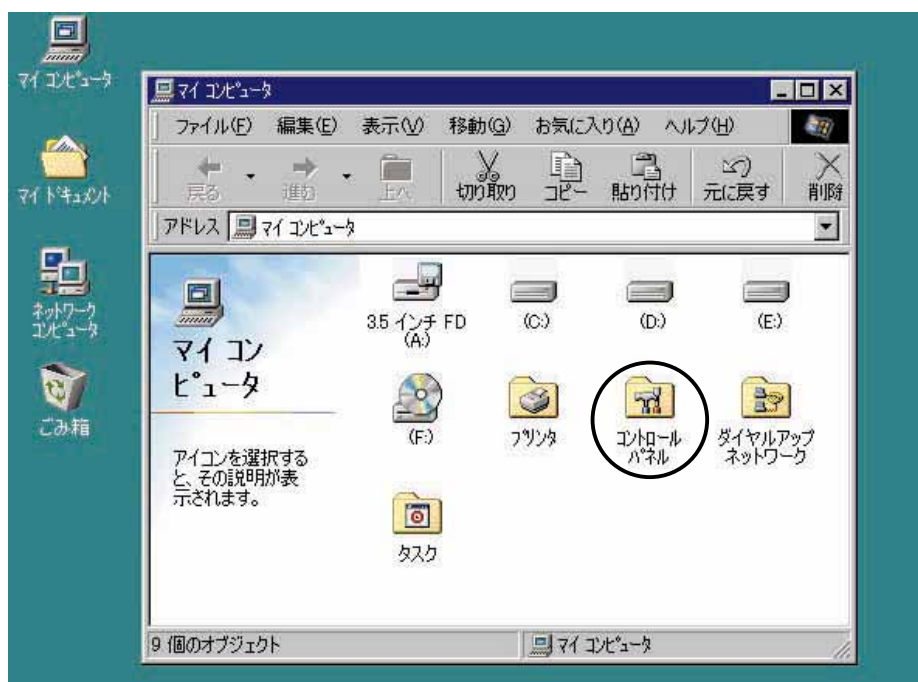 マイ コンピュータ
マイ ドキュメント
ネットワーク
コンピュータ
ごみ箱
マイ コンピュータ
ファイル(F) 編集(E) 表示(V) 移動(G) お気に入り(A) ヘルプ(H)
戻る 進む 上へ 切り取り コピー 貼り付け 元に戻す 削除
アドレス マイ コンピュータ
マイ コン
ピュータ
アイコンを選択する
と、その説明が表
示されます。
3.5 インチ FD
(A:)
(C:)
(D:)
(E:)
(F:)
プリンタ
コントロール
パネル
ダイヤルアップ
ネットワーク
タスク
9 個のオブジェクト
マイ コンピュータ